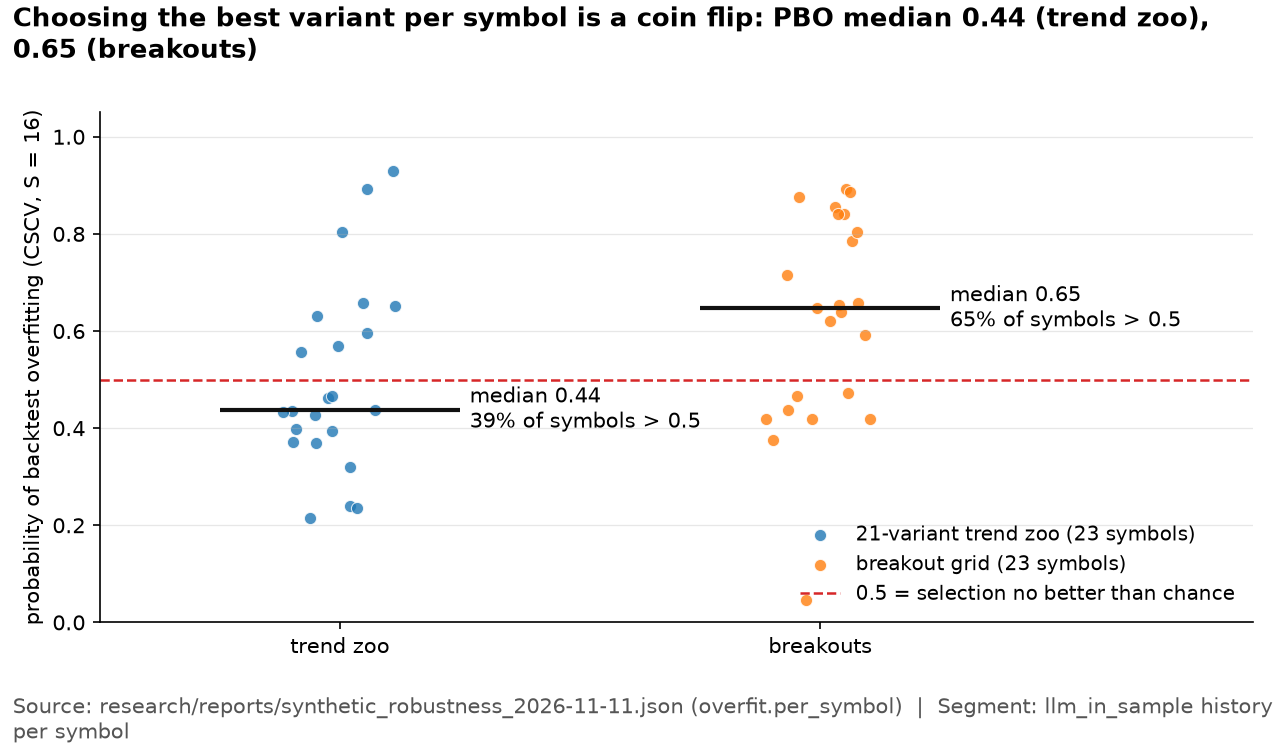 Choosing the best variant per symbol is a coin flip: PBO median 0.44 (trend zoo),
0.65 (breakouts)
probability of backtest overfitting (CSCV, S = 16)
1.0
0.8
0.6
0.4
0.2
0.0
median 0.44
39% of symbols > 0.5
median 0.65
65% of symbols > 0.5
21-variant trend zoo (23 symbols)
breakout grid (23 symbols)
0.5 = selection no better than chance
trend zoo
breakouts
Source: research/reports/synthetic_robustness_2026-11-11.json (overfit.per_symbol)  |  Segment: llm_in_sample history
per symbol